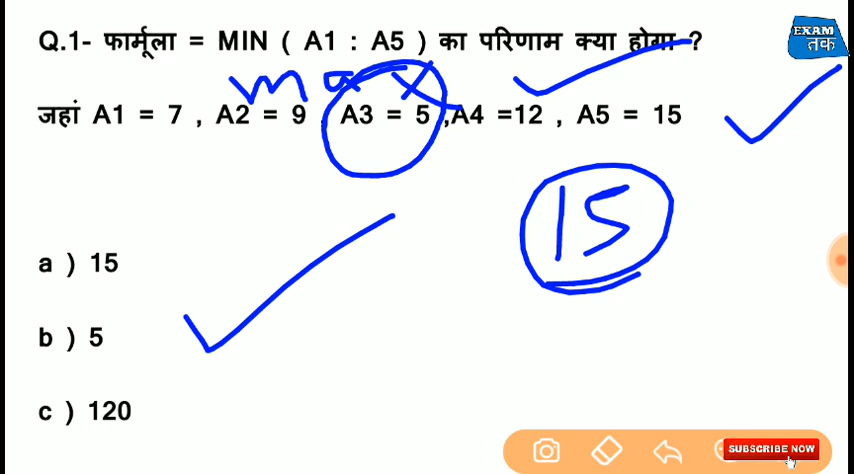 Q.1- फार्मूला = MIN ( A1 : A5 ) का परिणाम क्या होगा ?
EXAM तक
max
जहां A1 = 7 , A2 = 9 , A3 = 5 ,A4 =12 , A5 = 15
15
a ) 15
b ) 5
c ) 120
SUBSCRIBE NOW